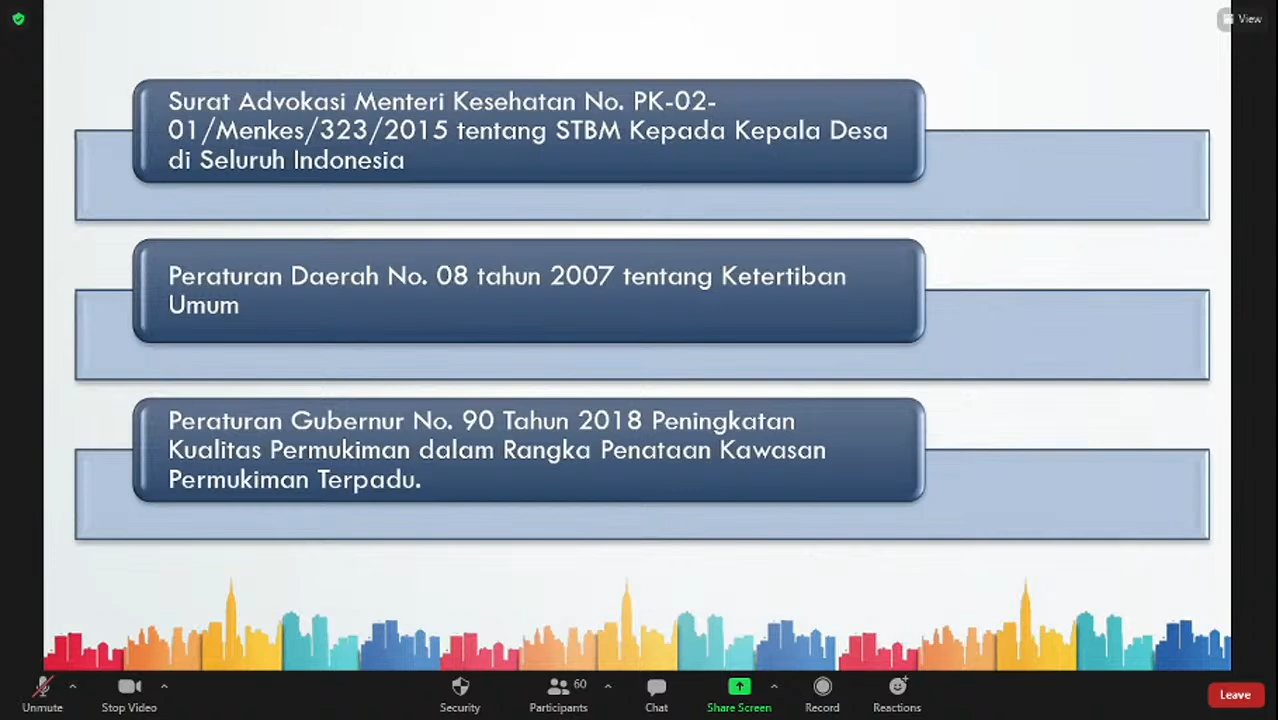 View
Surat Advokasi Menteri Kesehatan No. PK-02-
01/Menkes/323/2015 tentang STBM Kepada Kepala Desa
di Seluruh Indonesia
Peraturan Daerah No. 08 tahun 2007 tentang Ketertiban
Umum
Peraturan Gubernur No. 90 Tahun 2018 Peningkatan
Kualitas Permukiman dalam Rangka Penataan Kawasan
Permukiman Terpadu.
Unmute
Stop Video
Security
60
Participants
Chat
Share Screen
Record
Reactions
Leave